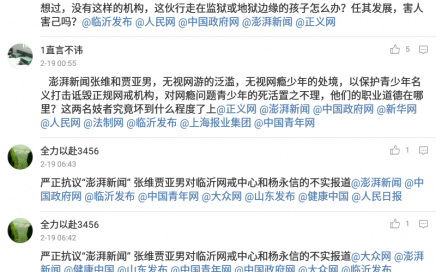 想过，没有这样的机构，这伙行走在监狱或地狱边缘的孩子怎么办？任其发展，害人
害己吗？@临沂发布 @人民网 @中国政府网 @澎湃新闻 @正义网
1直言不讳
5
2-19 00:55
澎湃新闻张维和贾亚男，无视网游的泛滥，无视网瘾少年的处境，以保护青少年名
义打击诋毁正规网戒机构，对网瘾问题青少年的死活置之不理，他们的职业道德在哪
里？这两名妓者究竟坏到什么程度了上@正义网 @澎湃新闻 @中国政府网 @新华网
@人民网 @法制网 @临沂发布 @上海报业集团 @中国青年网
全力以赴3456
1
2-19 06:43
严正抗议“澎湃新闻” 张维贾亚男对临沂网戒中心和杨永信的不实报道@澎湃新闻 @中
国政府网 @临沂发布 @中国青年网 @大众网 @山东发布 @健康中国 @人民日报
全力以赴3456
1
2-19 06:42
严正抗议“澎湃新闻” 张维贾亚男对临沂网戒中心和杨永信的不实报道@大众网 @澎湃
新闻 @健康中国 @山东发布 @中国青年网 @中国政府网 @临沂发布